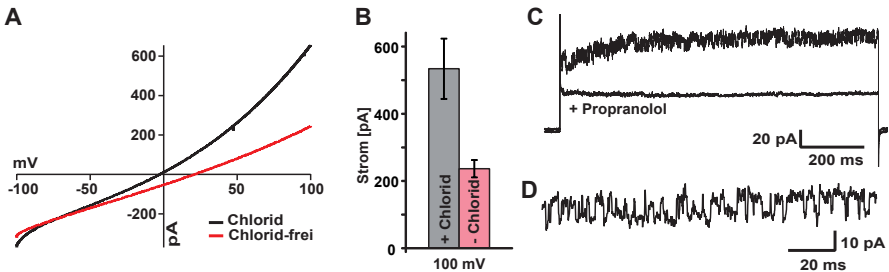 A
600
400
200
mV
-100
-50
50
100
-200
pA
Chlorid
Chlorid-frei
B
Strom [pA]
600
400
200
0
+ Chlorid
- Chlorid
100 mV
C
+ Propranolol
20 pA
200 ms
D
10 pA
20 ms